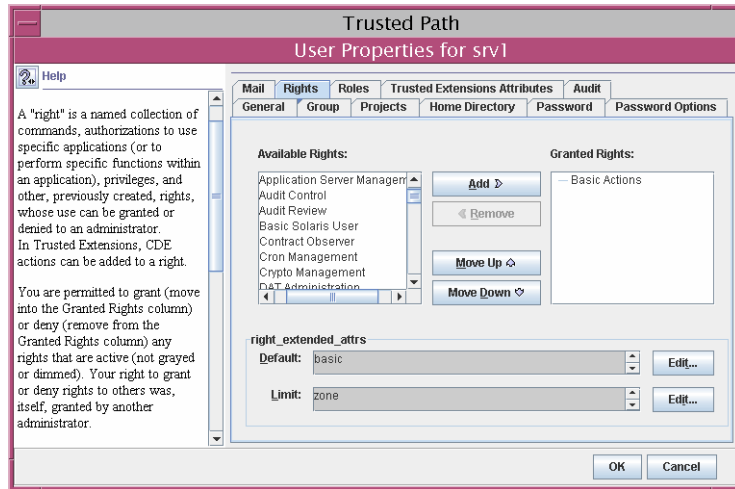 Trusted Path
User Properties for srv1
Help
A "right" is a named collection of
commands, authorizations to use
specific applications (or to
perform specific functions within
an application), privileges, and
other, previously created, rights,
whose use can be granted or
denied to an administrator.
In Trusted Extensions, CDE
actions can be added to a right.
You are permitted to grant (move
into the Granted Rights column)
or deny (remove from the
Granted Rights column) any
rights that are active (not grayed
or dimmed). Your right to grant
or deny rights to others was,
itself, granted by another
administrator.
Mail Rights Roles Trusted Extensions Attributes Audit
General Group Projects Home Directory Password Password Options
Available Rights:
Application Server Managem
Audit Control
Audit Review
Basic Solaris User
Contract Observer
Cron Management
Crypto Management
DAT Administration
Add
Remove
Move Up
Move Down
Granted Rights:
Basic Actions
right_extended_attrs
Default: basic Edit...
Limit: zone Edit...
OK Cancel